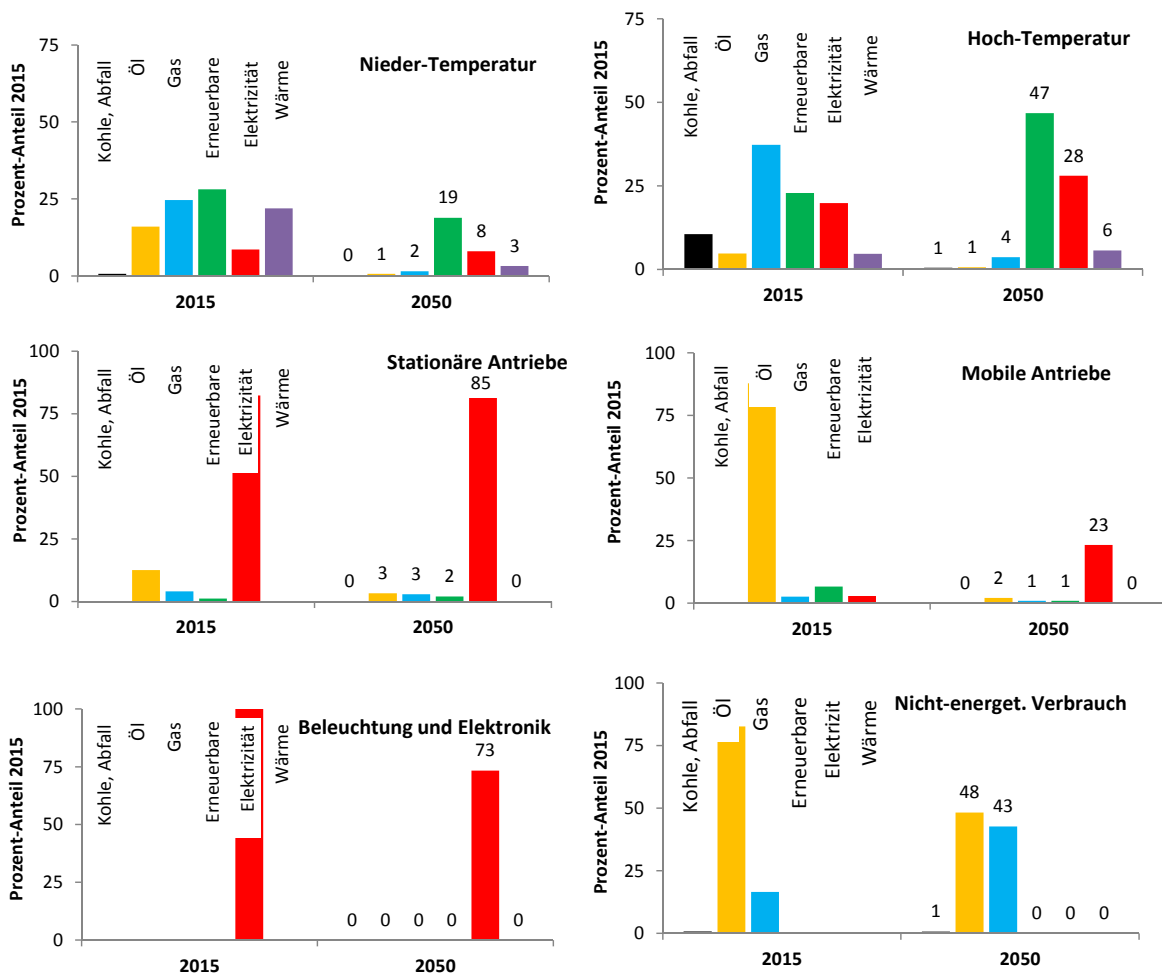 Nieder-Temperatur
Prozent-Anteil 2015
75
50
25
0
Kohle, Abfall
Öl
Gas
Erneuerbare
Elektrizität
Wärme
0
1
2
19
8
3
2015
2050
Hoch-Temperatur
Prozent-Anteil 2015
75
50
25
0
Kohle, Abfall
Öl
Gas
Erneuerbare
Elektrizität
Wärme
1
1
4
47
28
6
2015
2050
Stationäre Antriebe
Prozent-Anteil 2015
100
75
50
25
0
Kohle, Abfall
Öl
Gas
Erneuerbare
Elektrizität
Wärme
0
3
3
2
85
0
2015
2050
Mobile Antriebe
Prozent-Anteil 2015
100
75
50
25
0
Kohle, Abfall
Öl
Gas
Erneuerbare
Elektrizität
0
2
1
1
23
0
2015
2050
Beleuchtung und Elektronik
Prozent-Anteil 2015
100
75
50
25
0
Kohle, Abfall
Öl
Gas
Erneuerbare
Elektrizität
Wärme
0
0
0
0
73
0
2015
2050
Nicht-energet. Verbrauch
Prozent-Anteil 2015
100
75
50
25
0
Kohle, Abfall
Öl
Gas
Erneuerbare
Elektrizit
Wärme
1
48
43
0
0
0
2015
2050